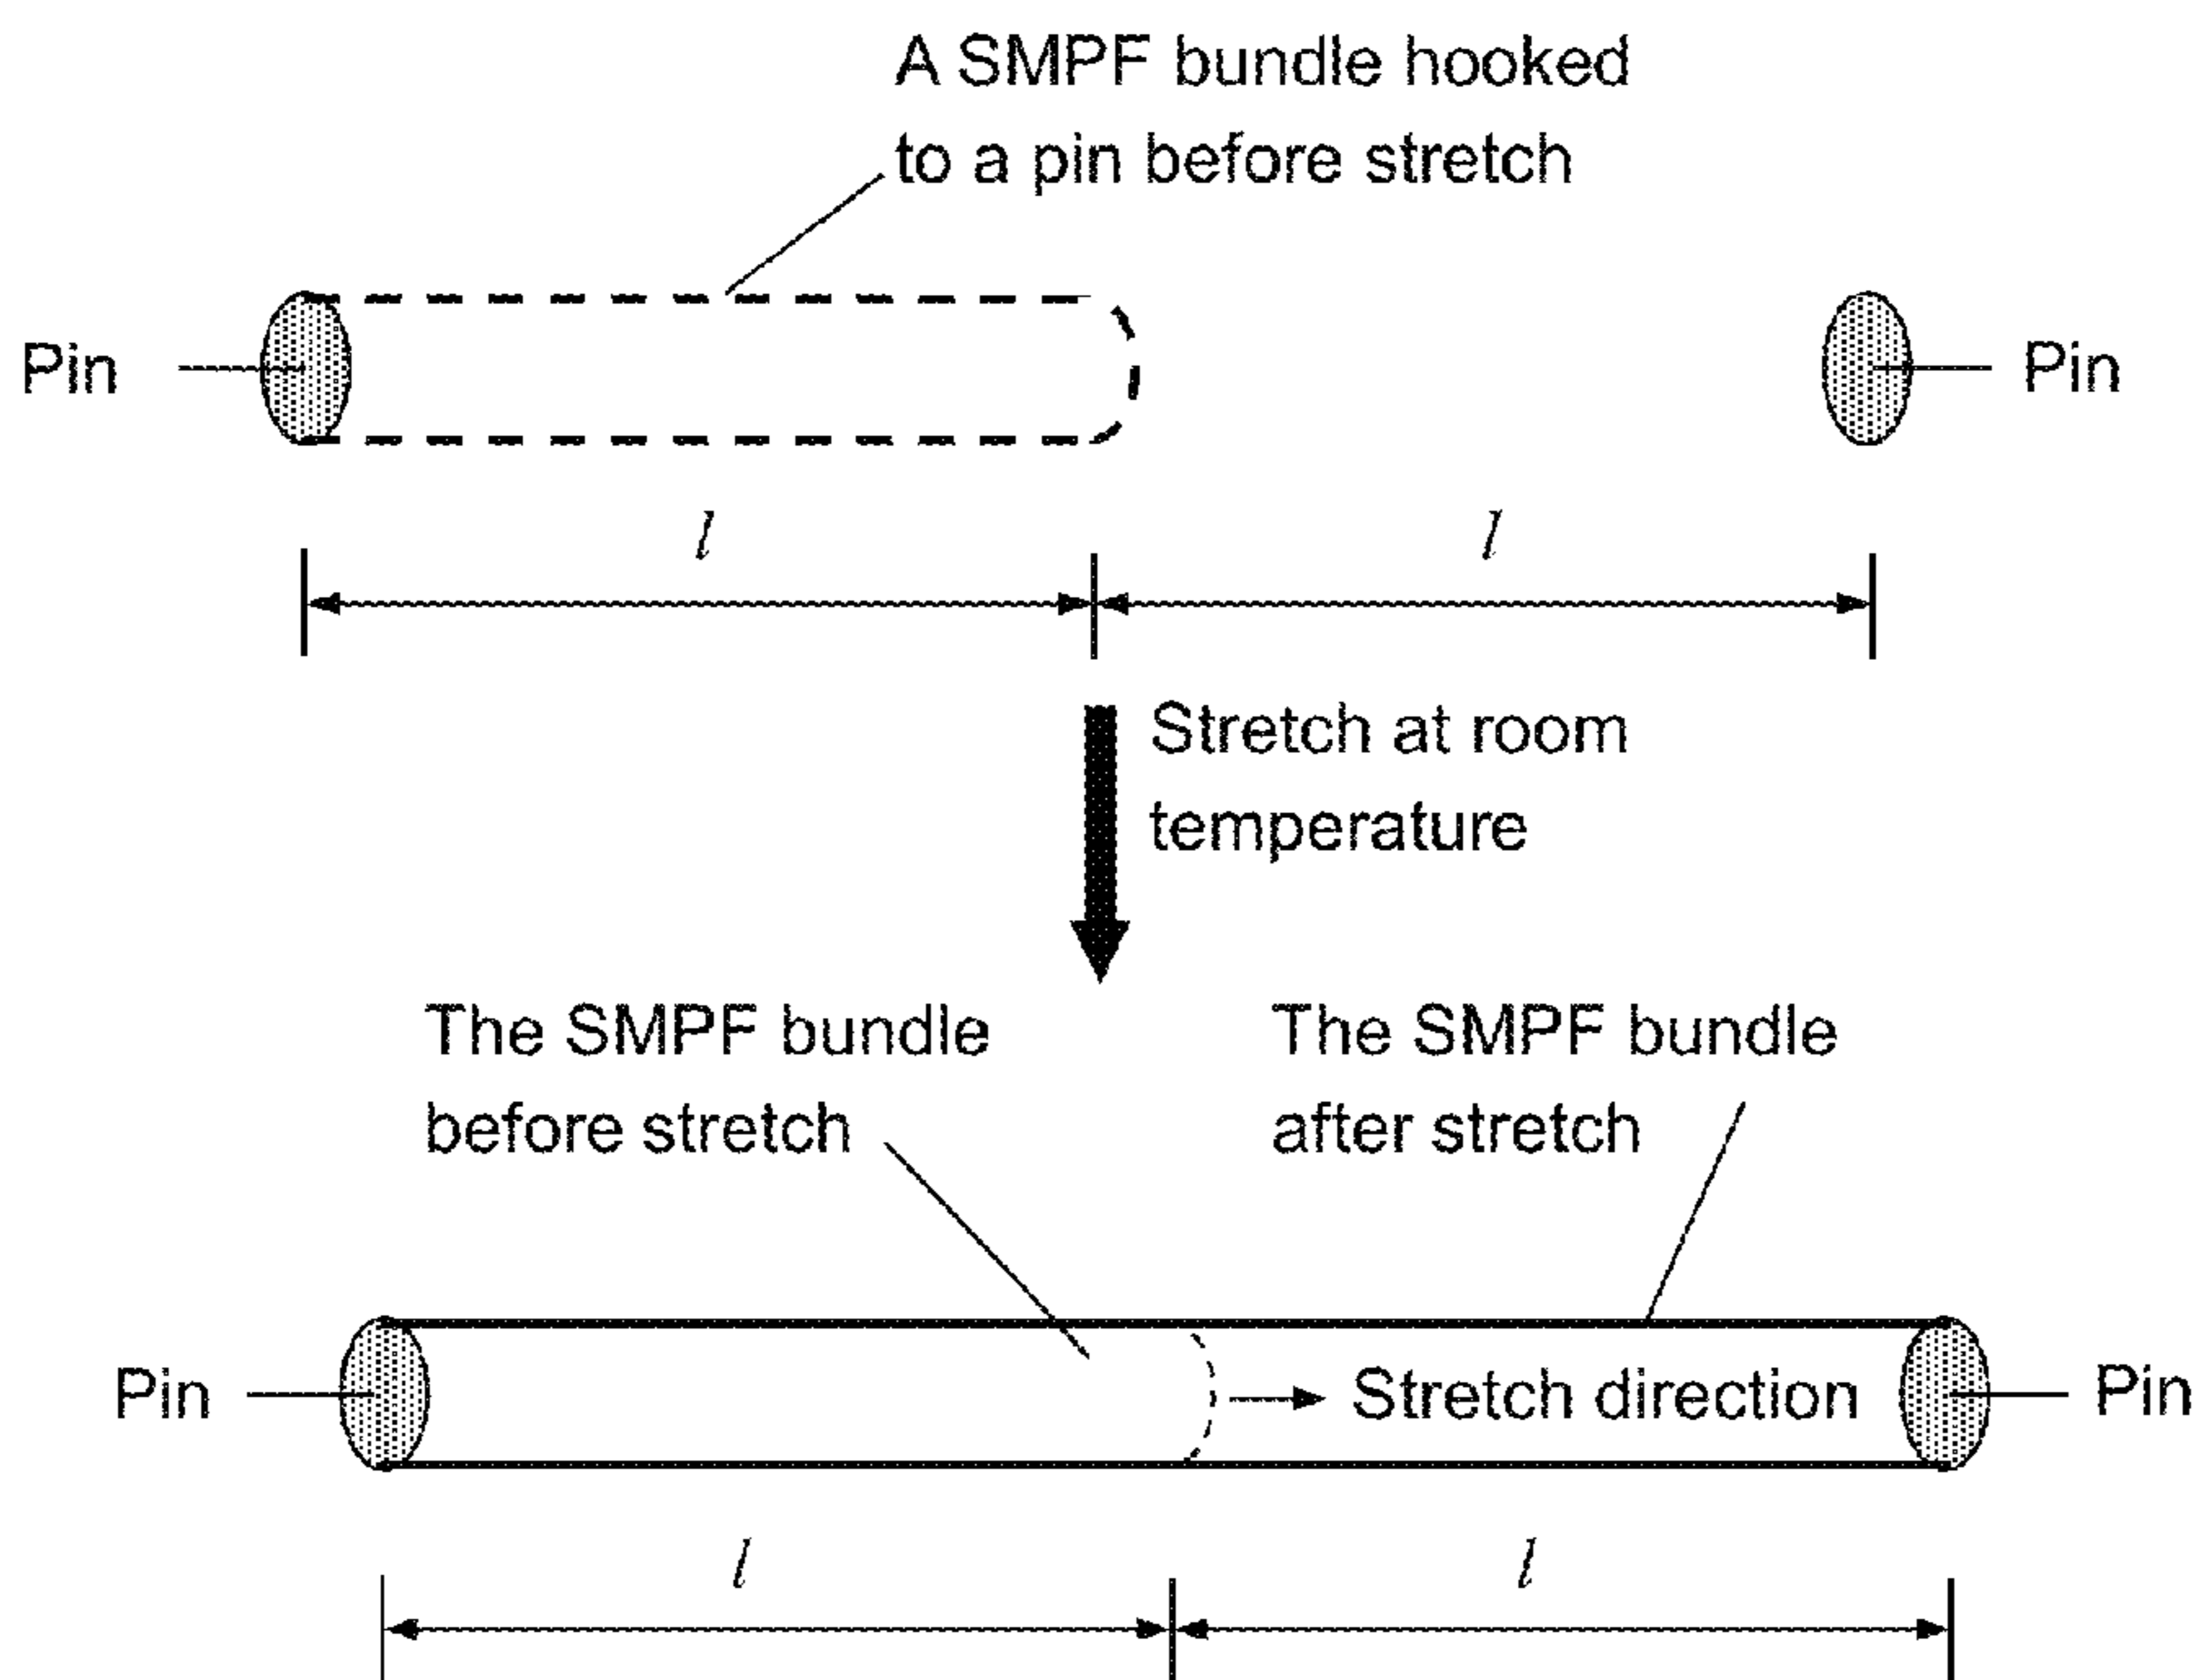 A SMPF bundle hooked
to a pin before stretch
Pin
Pin
l
l
Stretch at room
temperature
The SMPF bundle
before stretch
The SMPF bundle
after stretch
Pin
Stretch direction
Pin
l
l